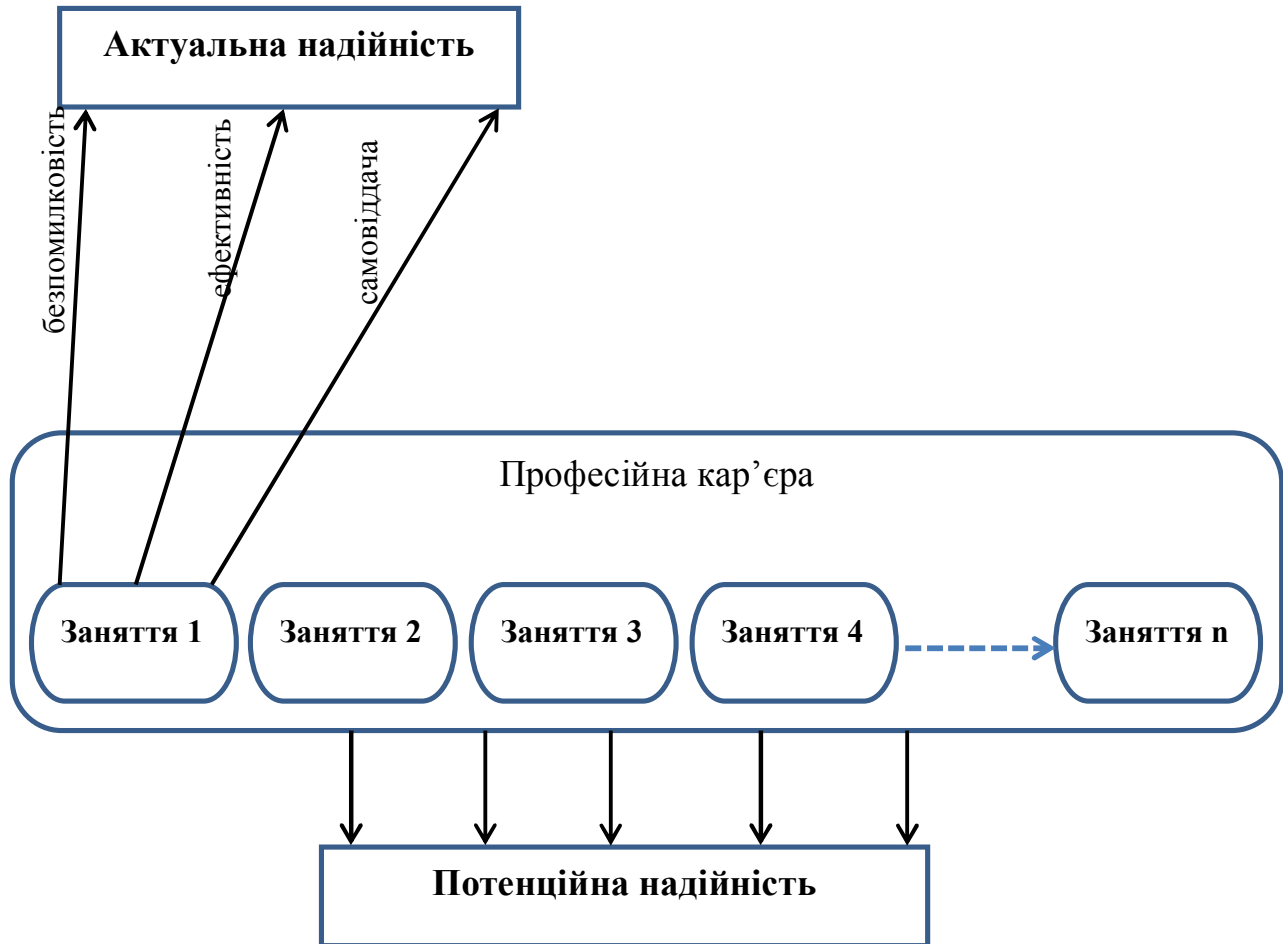 Актуальна надійність
безпомилковість
ефективність
самовіддача
Професійна кар’єра
Заняття 1
Заняття 2
Заняття 3
Заняття 4
Заняття n
Потенційна надійність